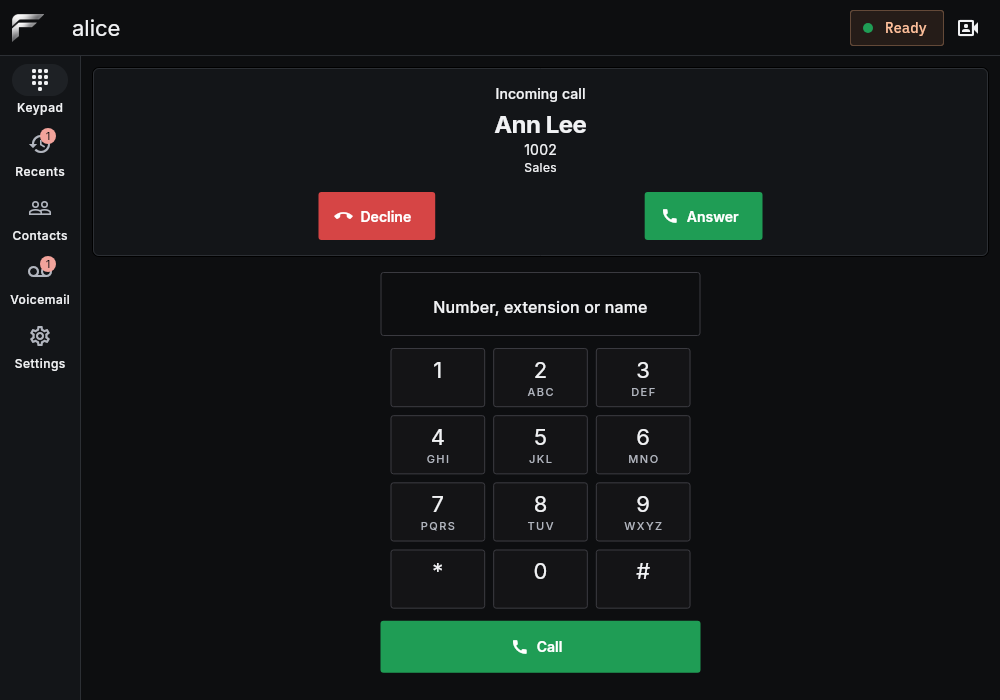 alice
Ready
Keypad
1
Recents
Contacts
1
Voicemail
Settings
Incoming call
Ann Lee
1002
Sales
Decline
Answer
Number, extension or name
1
2
ABC
3
DEF
4
GHI
5
JKL
6
MNO
7
PQRS
8
TUV
9
WXYZ
*
0
#
Call